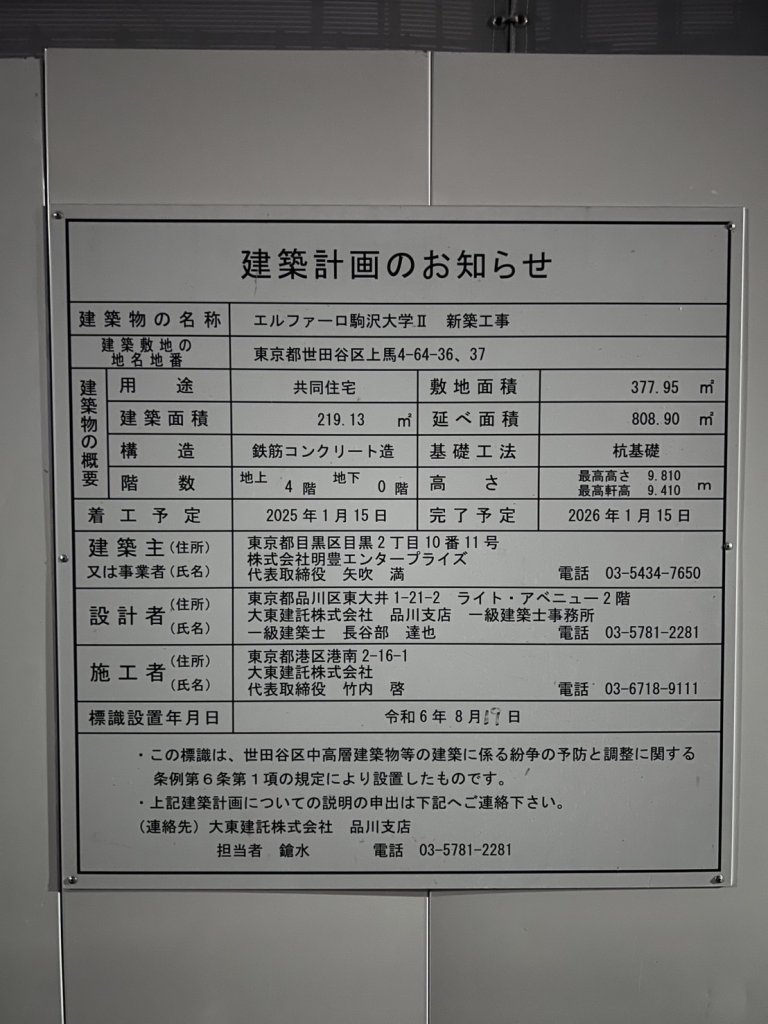 建築計画のお知らせ
建築物の名称 エルファーロ駒沢大学Ⅱ 新築工事
建築敷地の地名地番 東京都世田谷区上馬4-64-36、37
建築物の概要
用途 共同住宅 敷地面積 377.95 ㎡
建築面積 219.13 ㎡ 延べ面積 808.90 ㎡
構造 鉄筋コンクリート造 基礎工法 杭基礎
階数 地上 4 階 地下 0 階 高さ 最高高さ 9.810 最高軒高 9.410 m
着工予定 2025年1月15日 完了予定 2026年1月15日
建築主(住所) 東京都目黒区目黒2丁目10番11号
株式会社明豊エンタープライズ
又は事業者(氏名) 代表取締役 矢吹 満 電話 03-5434-7650
設計者(住所) 東京都品川区東大井1-21-2 ライト・アベニュー2階
大東建託株式会社 品川支店 一級建築士事務所
(氏名) 一級建築士 長谷部 達也 電話 03-5781-2281
施工者(住所) 東京都港区港南2-16-1
大東建託株式会社
(氏名) 代表取締役 竹内 啓 電話 03-6718-9111
標識設置年月日 令和6年8月19日
・この標識は、世田谷区中高層建築物等の建築に係る紛争の予防と調整に関する
条例第6条第1項の規定により設置したものです。
・上記建築計画についての説明の申出は下記へご連絡下さい。
(連絡先)大東建託株式会社 品川支店
担当者 鎗水 電話 03-5781-2281